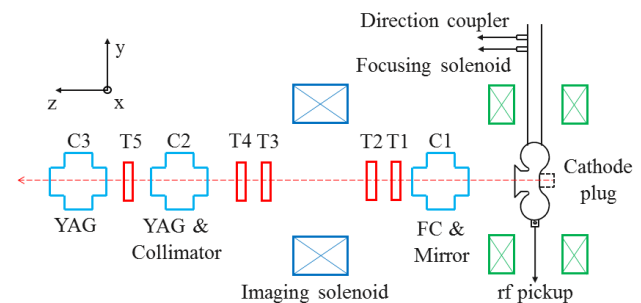 Direction coupler
y
Focusing solenoid
z
x
C3
T5
C2
T4
T3
T2
T1
C1
Cathode
plug
YAG
YAG &
Collimator
FC &
Mirror
Imaging solenoid
rf pickup